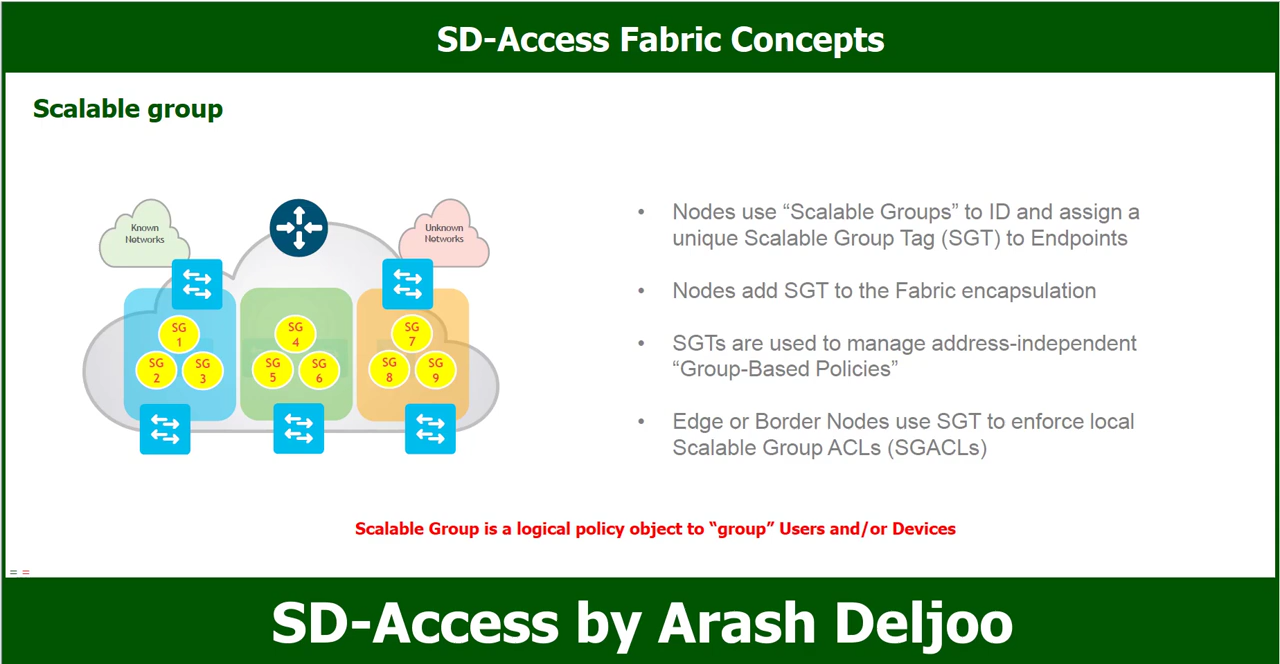 SD-Access Fabric Concepts
Scalable group
Known
Networks
Unknown
Networks
SG
1
SG
2
SG
3
SG
4
SG
5
SG
6
SG
7
SG
8
SG
9
• Nodes use “Scalable Groups” to ID and assign a
unique Scalable Group Tag (SGT) to Endpoints
• Nodes add SGT to the Fabric encapsulation
• SGTs are used to manage address-independent
“Group-Based Policies”
• Edge or Border Nodes use SGT to enforce local
Scalable Group ACLs (SGACLs)
Scalable Group is a logical policy object to “group” Users and/or Devices
SD-Access by Arash Deljoo